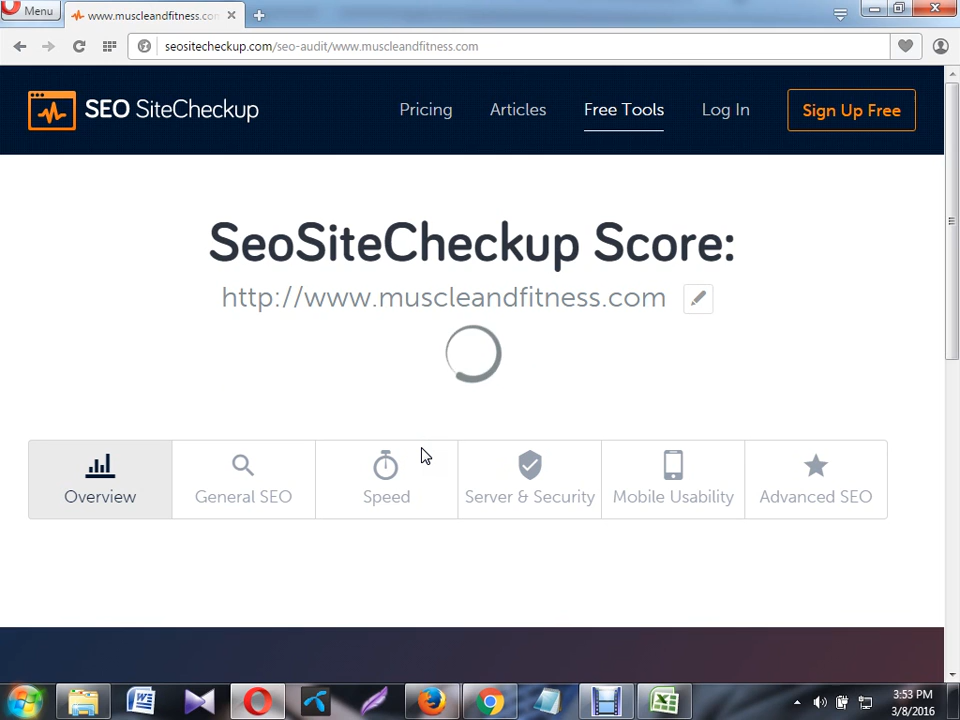 Menu
www.muscleandfitness.com
seositecheckup.com/seo-audit/www.muscleandfitness.com
SEO SiteCheckup
Pricing
Articles
Free Tools
Log In
Sign Up Free
SeoSiteCheckup Score:
http://www.muscleandfitness.com
Overview
General SEO
Speed
Server & Security
Mobile Usability
Advanced SEO
3:53 PM
3/8/2016